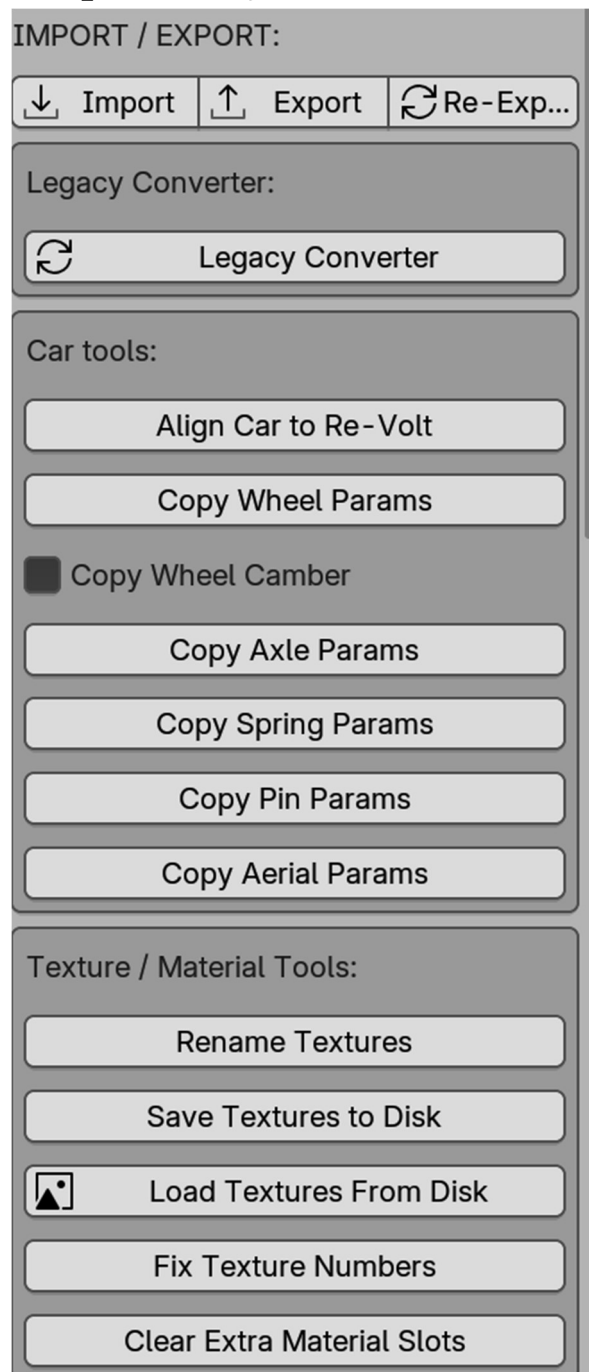 IMPORT / EXPORT:
Import Export Re-Exp...
Legacy Converter:
Legacy Converter
Car tools:
Align Car to Re-Volt
Copy Wheel Params
Copy Wheel Camber
Copy Axle Params
Copy Spring Params
Copy Pin Params
Copy Aerial Params
Texture / Material Tools:
Rename Textures
Save Textures to Disk
Load Textures From Disk
Fix Texture Numbers
Clear Extra Material Slots